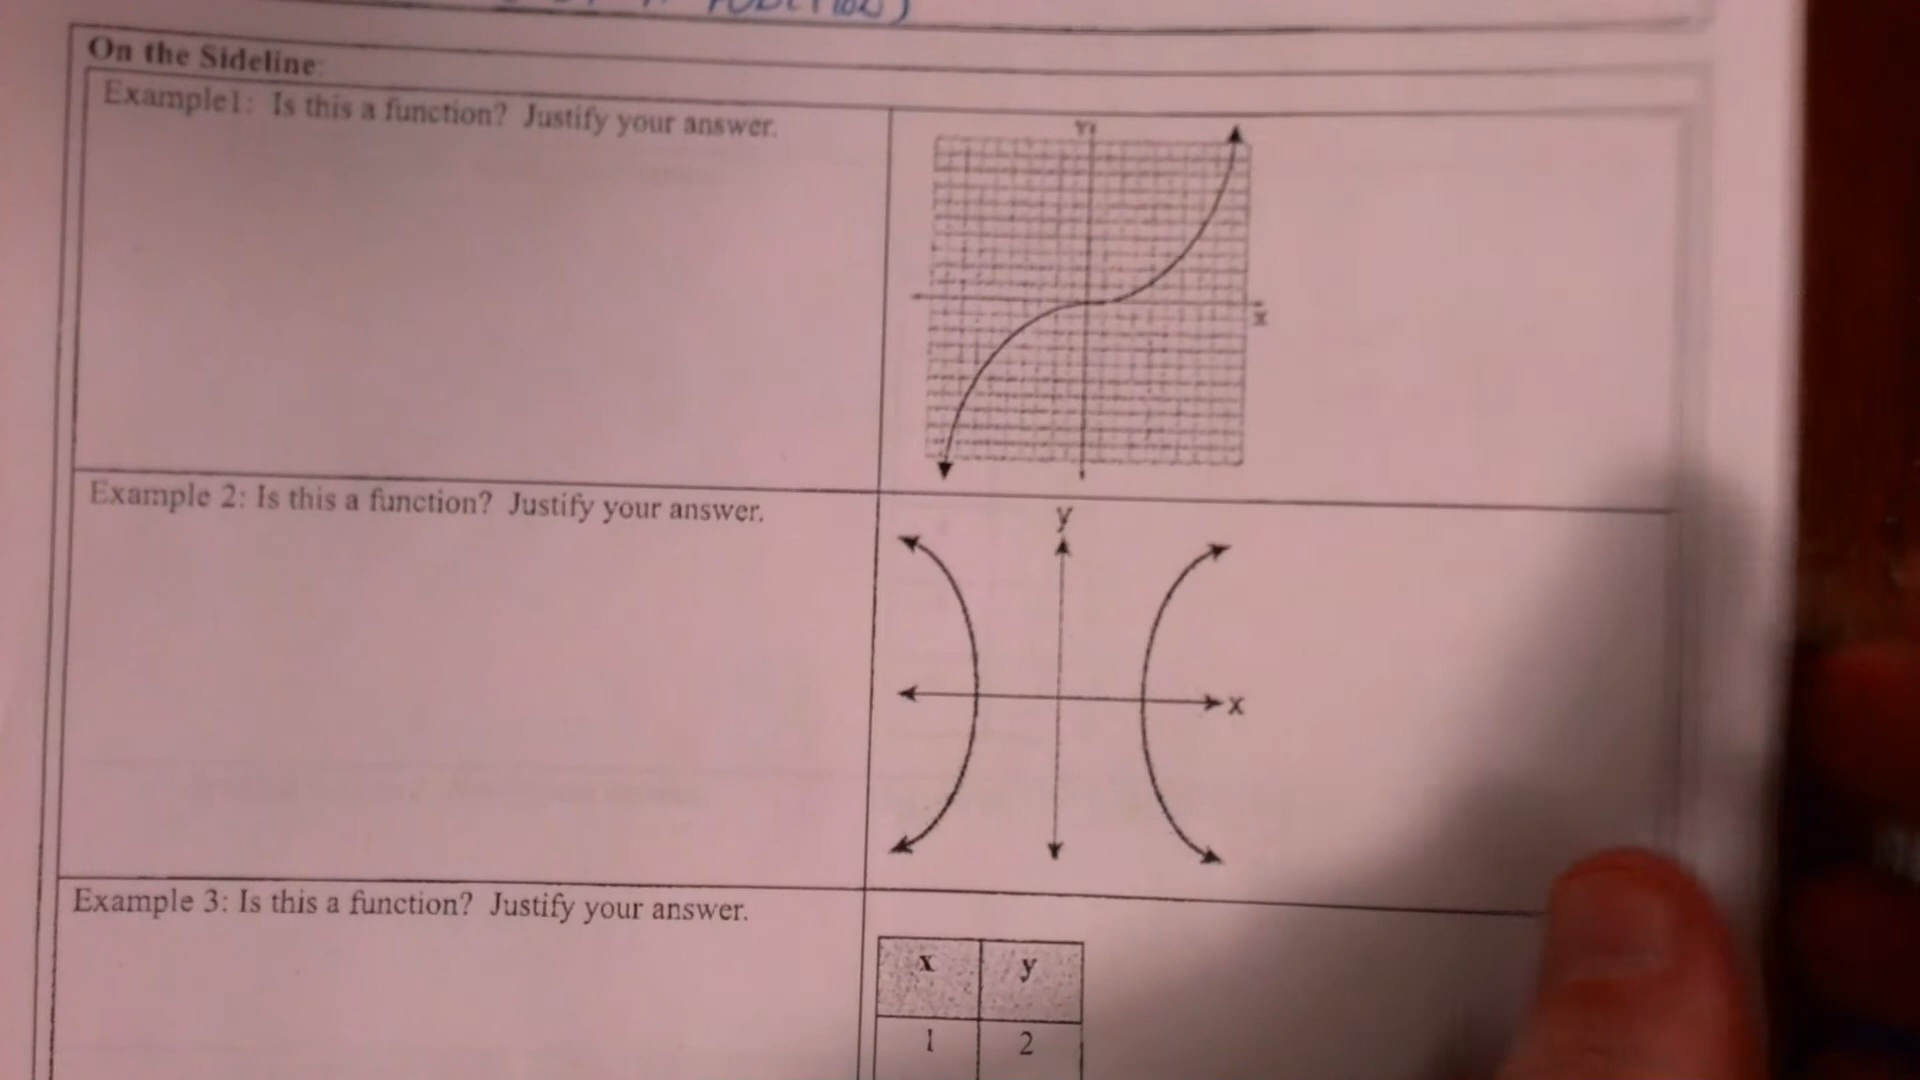 On the Sideline:
Example1: Is this a function? Justify your answer.
Y
x
Example 2: Is this a function? Justify your answer.
y
x
Example 3: Is this a function? Justify your answer.
x y
1 2